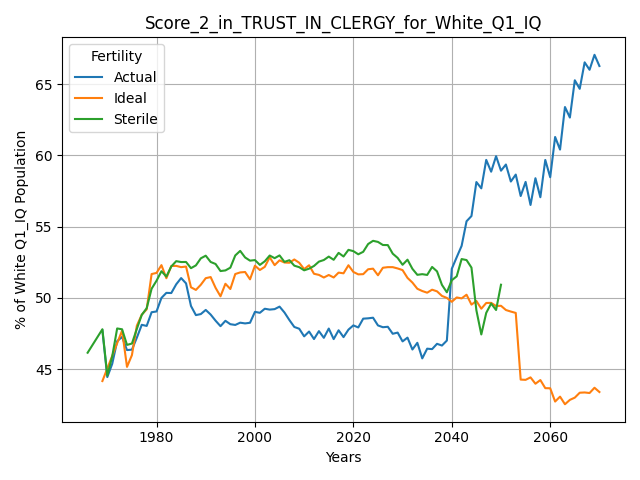 Score_2_in_TRUST_IN_CLERGY_for_White_Q1_IQ
Fertility
Actual
Ideal
Sterile
% of White Q1_IQ Population
65
60
55
50
45
1980
2000
2020
2040
2060
Years